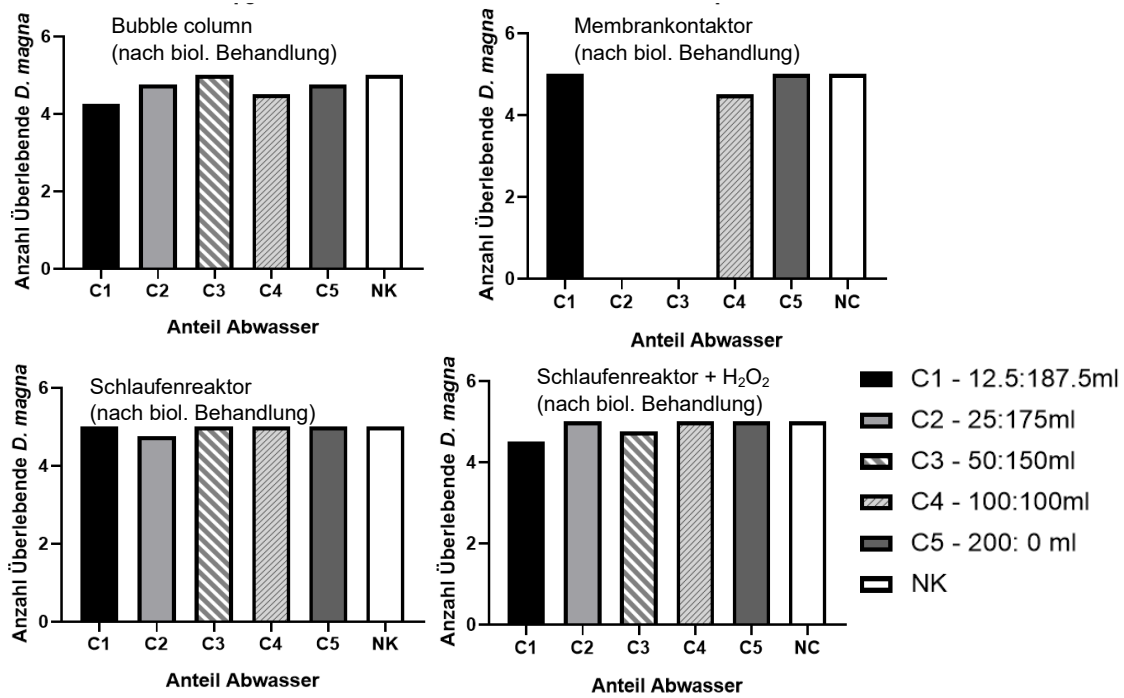 Bubble column
(nach biol. Behandlung)
Anzahl Überlebende D. magna
6
4
2
0
C1 C2 C3 C4 C5 NK
Anteil Abwasser
Membrankontaktor
(nach biol. Behandlung)
Anzahl Überlebende D. magna
6
4
2
0
C1 C2 C3 C4 C5 NC
Anteil Abwasser
Schlaufenreaktor
(nach biol. Behandlung)
Anzahl Überlebende D. magna
6
4
2
0
C1 C2 C3 C4 C5 NK
Anteil Abwasser
Schlaufenreaktor + H₂O₂
(nach biol. Behandlung)
Anzahl Überlebende D. magna
6
4
2
0
C1 C2 C3 C4 C5 NC
Anteil Abwasser
C1 - 12.5:187.5ml
C2 - 25:175ml
C3 - 50:150ml
C4 - 100:100ml
C5 - 200: 0 ml
NK